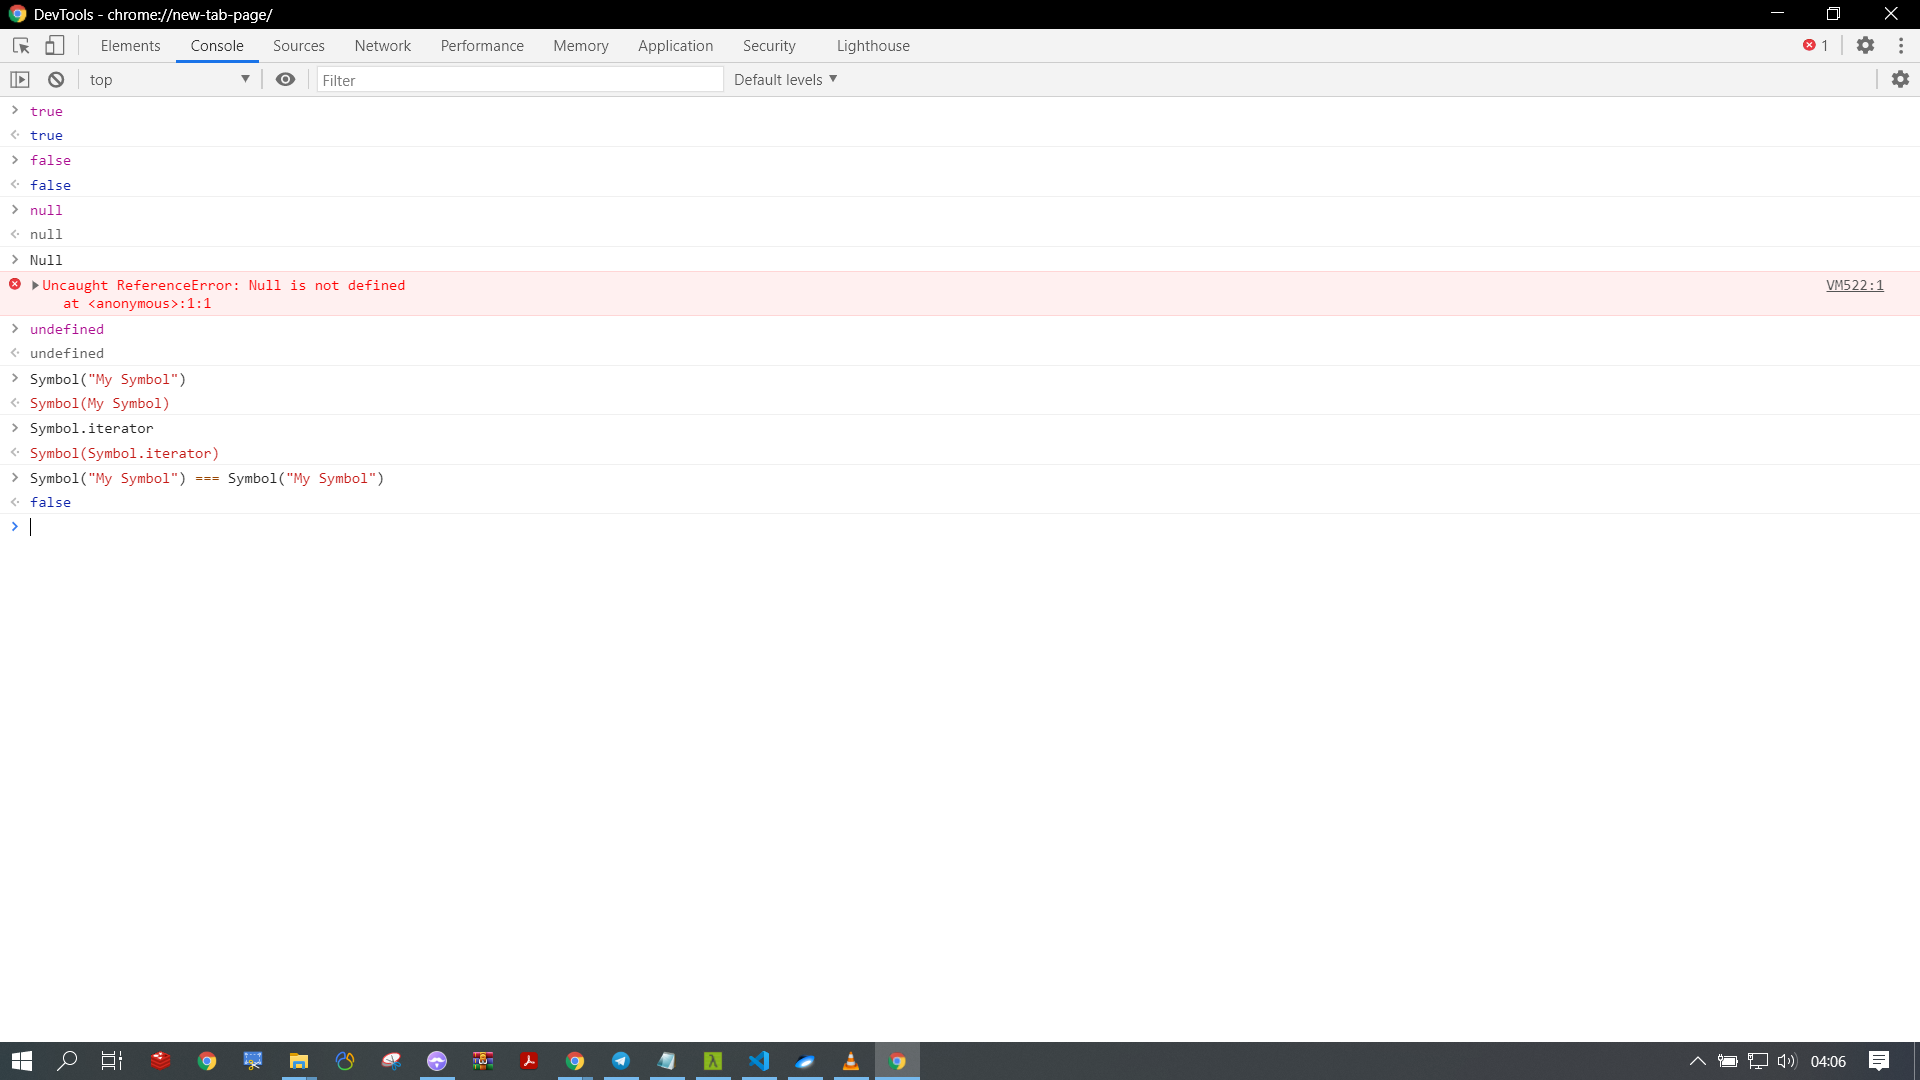 DevTools - chrome://new-tab-page/
Elements Console Sources Network Performance Memory Application Security Lighthouse 1
top Filter Default levels
> true
true
> false
false
> null
null
> Null
Uncaught ReferenceError: Null is not defined VM522:1
at <anonymous>:1:1
> undefined
undefined
> Symbol("My Symbol")
Symbol(My Symbol)
> Symbol.iterator
Symbol(Symbol.iterator)
> Symbol("My Symbol") === Symbol("My Symbol")
false
>
04:06